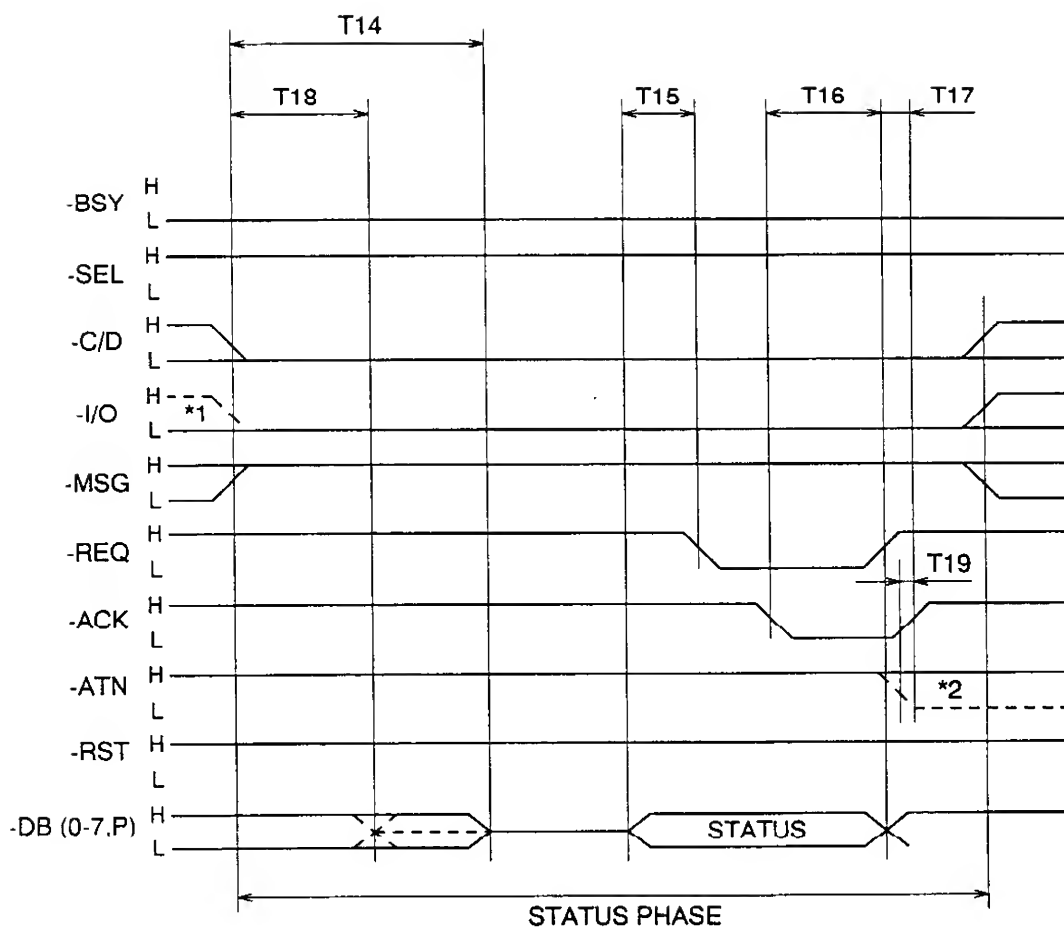 T14
T18 T15 T16 T17
-BSY H
L
-SEL H
L
-C/D H
L
-I/O H *1
L
-MSG H
L
-REQ H
L T19
-ACK H
L
-ATN H
L *2
-RST H
L
-DB (0-7.P) H
L STATUS
STATUS PHASE